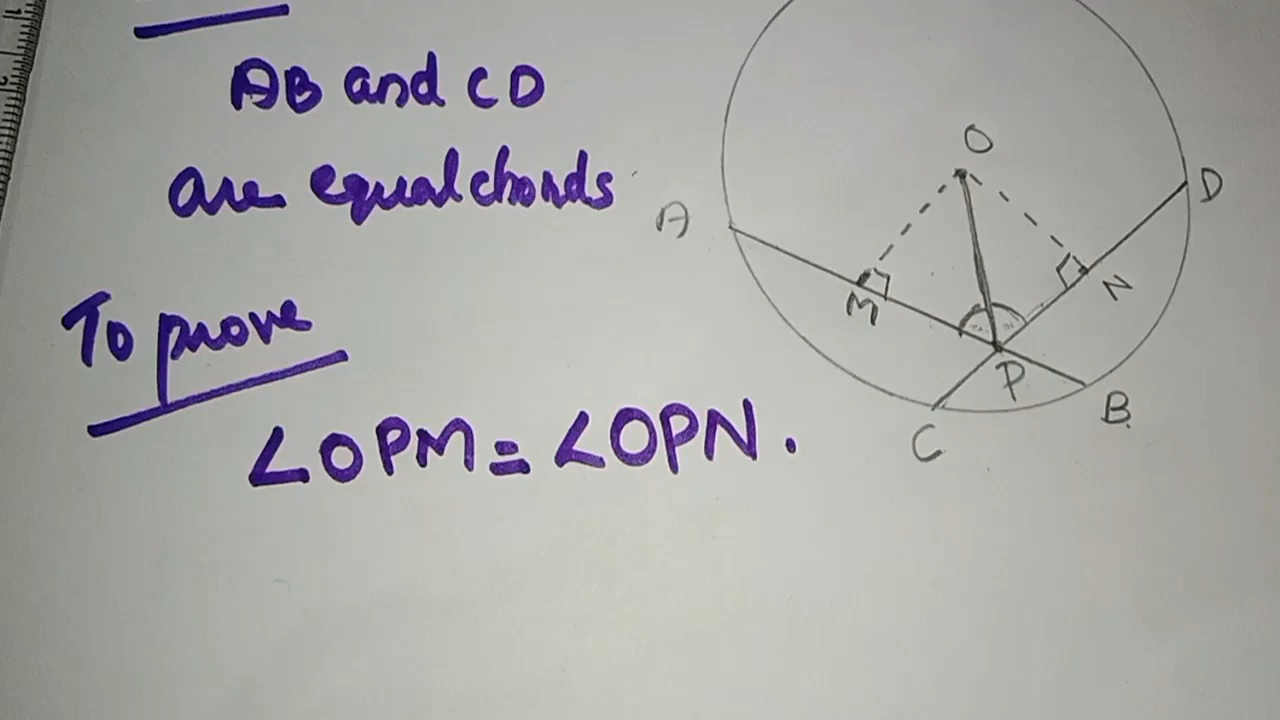 AB and CD
are equal chords
To prove
∠OPM = ∠OPN.
O
D
A
M
N
P
B.
C